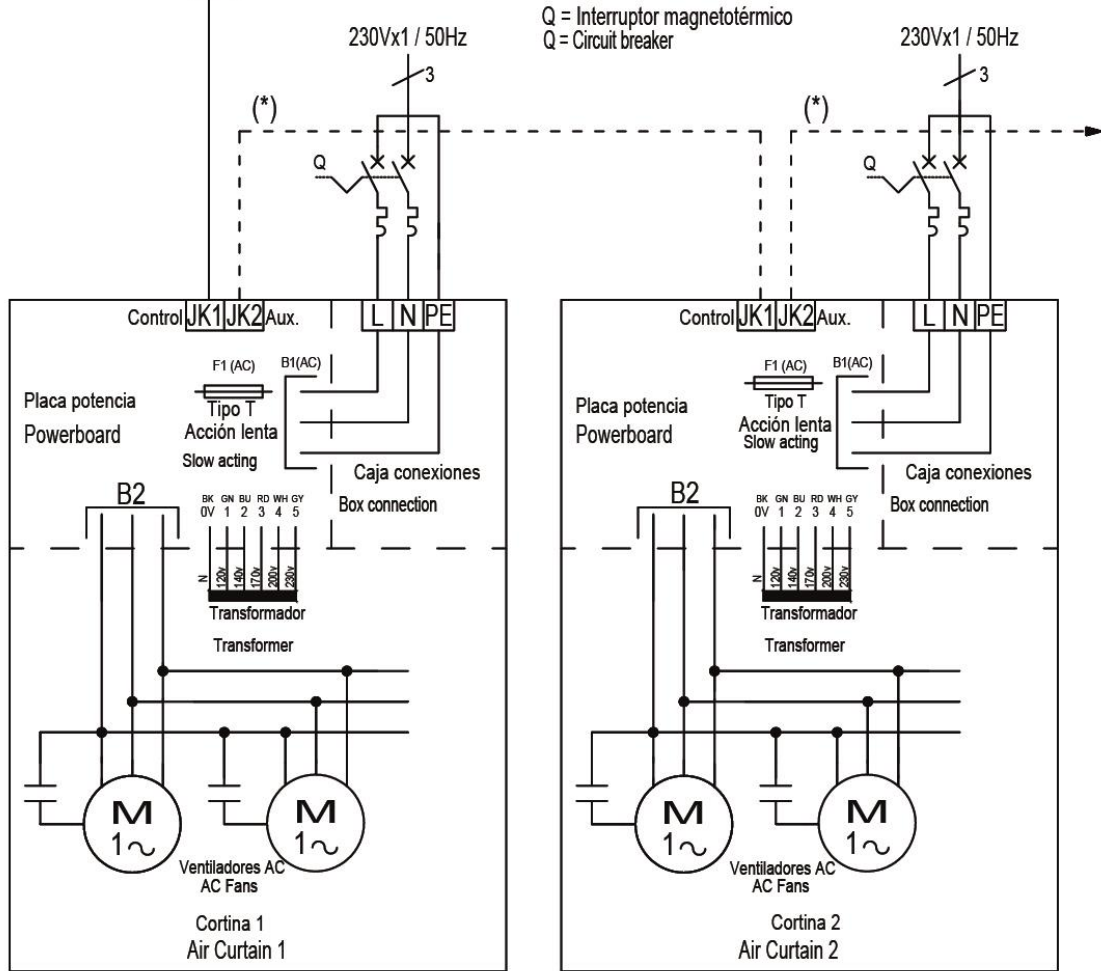 Q = Interruptor magnetotérmico
Q = Circuit breaker
230Vx1 / 50Hz
3
(*)
Q
230Vx1 / 50Hz
3
(*)
Q
Control JK1 JK2 Aux.
L N PE
F1 (AC)
B1(AC)
Tipo T
Acción lenta
Slow acting
Placa potencia
Powerboard
Caja conexiones
Box connection
B2
BK GN BU RD WH GY
0V 1 2 3 4 5
N 120v 140v 170v 200v 230v
Transformador
Transformer
M
1~
M
1~
Ventiladores AC
AC Fans
Cortina 1
Air Curtain 1
Control JK1 JK2 Aux.
L N PE
F1 (AC)
B1(AC)
Tipo T
Acción lenta
Slow acting
Placa potencia
Powerboard
Caja conexiones
Box connection
B2
BK GN BU RD WH GY
0V 1 2 3 4 5
N 120v 140v 170v 200v 230v
Transformador
Transformer
M
1~
M
1~
Ventiladores AC
AC Fans
Cortina 2
Air Curtain 2